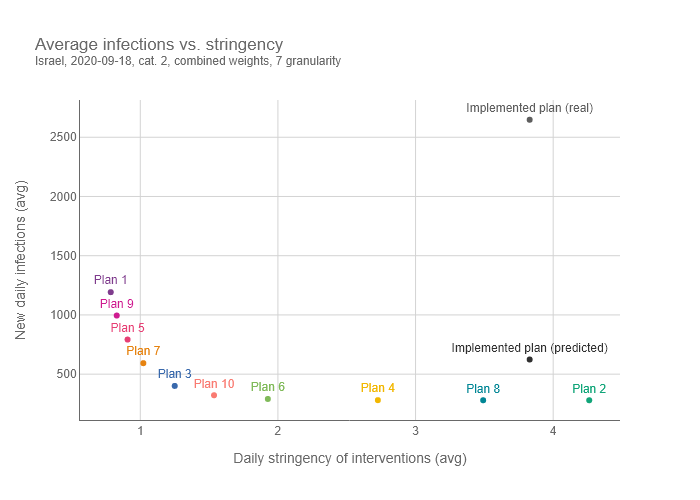 Average infections vs. stringency
Israel, 2020-09-18, cat. 2, combined weights, 7 granularity
New daily infections (avg)
2500
2000
1500
1000
500
Implemented plan (real)
Plan 1
Plan 9
Plan 5
Plan 7
Plan 3
Plan 10
Plan 6
Plan 4
Implemented plan (predicted)
Plan 8
Plan 2
1
2
3
4
Daily stringency of interventions (avg)